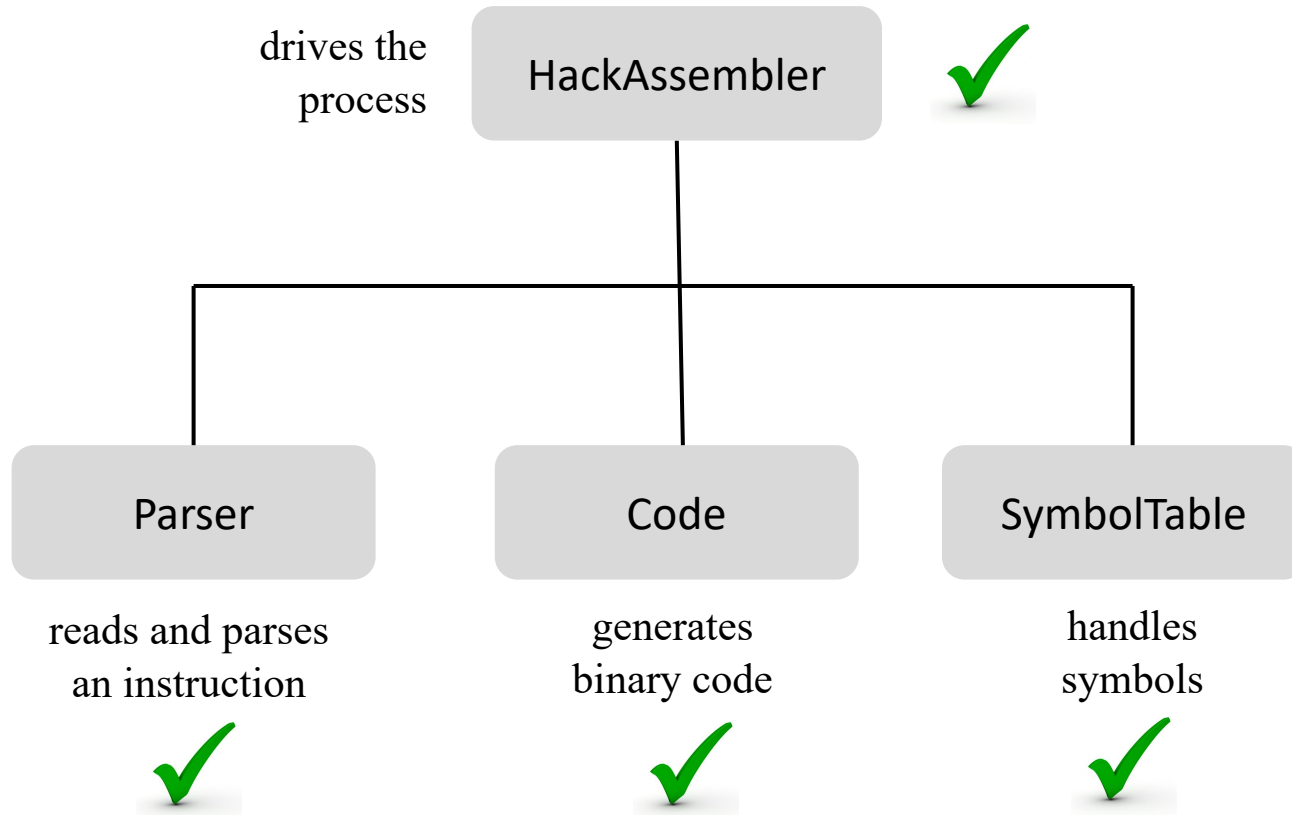 drives the
process
HackAssembler
Parser
Code
SymbolTable
reads and parses
an instruction
generates
binary code
handles
symbols